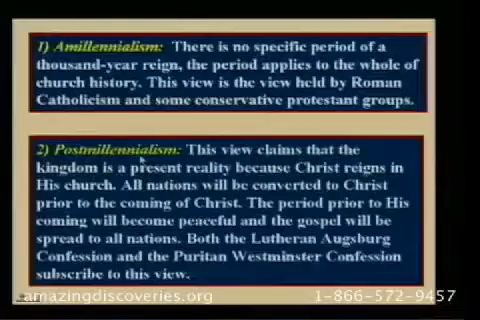 1) Amillennialism: There is no specific period of a
thousand-year reign, the period applies to the whole of
church history. This view is the view held by Roman
Catholicism and some conservative protestant groups.
2) Postmillennialism: This view claims that the
kingdom is a present reality because Christ reigns in
His church. All nations will be converted to Christ
prior to the coming of Christ. The period prior to His
coming will become peaceful and the gospel will be
spread to all nations. Both the Lutheran Augsburg
Confession and the Puritan Westminster Confession
subscribe to this view.
amazingdiscoveries.org 1-866-572-9457